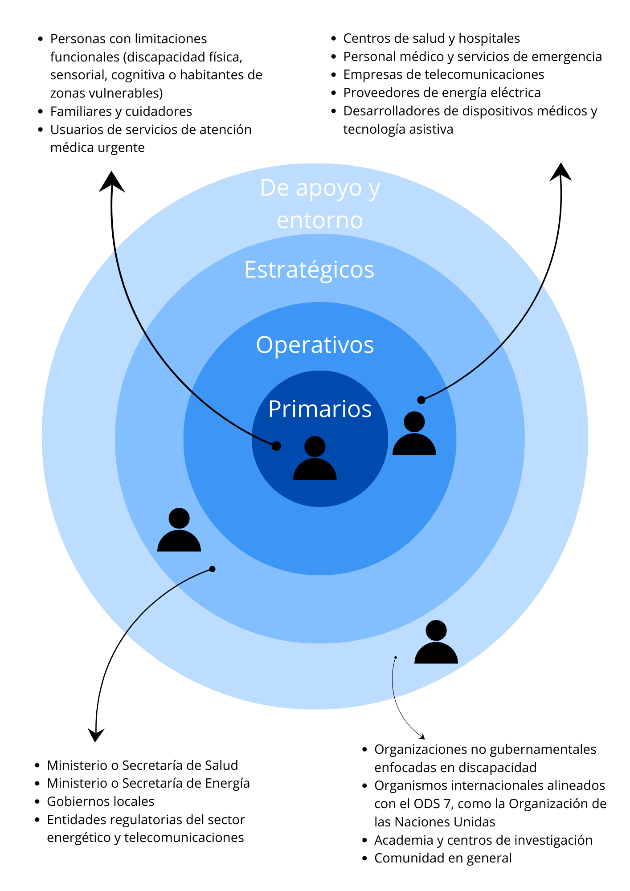 • Personas con limitaciones
funcionales (discapacidad física,
sensorial, cognitiva o habitantes de
zonas vulnerables)
• Familiares y cuidadores
• Usuarios de servicios de atención
médica urgente
• Centros de salud y hospitales
• Personal médico y servicios de emergencia
• Empresas de telecomunicaciones
• Proveedores de energía eléctrica
• Desarrolladores de dispositivos médicos y
tecnología asistiva
De apoyo y
entorno
Estratégicos
Operativos
Primarios
• Ministerio o Secretaría de Salud
• Ministerio o Secretaría de Energía
• Gobiernos locales
• Entidades regulatorias del sector
energético y telecomunicaciones
• Organizaciones no gubernamentales
enfocadas en discapacidad
• Organismos internacionales alineados
con el ODS 7, como la Organización de
las Naciones Unidas
• Academia y centros de investigación
• Comunidad en general